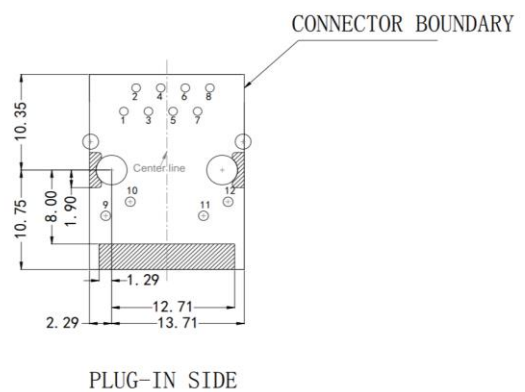 CONNECTOR BOUNDARY
2 4 6 8
1 3 5 7
10.35
Center line
10.75
8.00
1.90
10 12
9 11
1.29
12.71
2.29 13.71
PLUG-IN SIDE